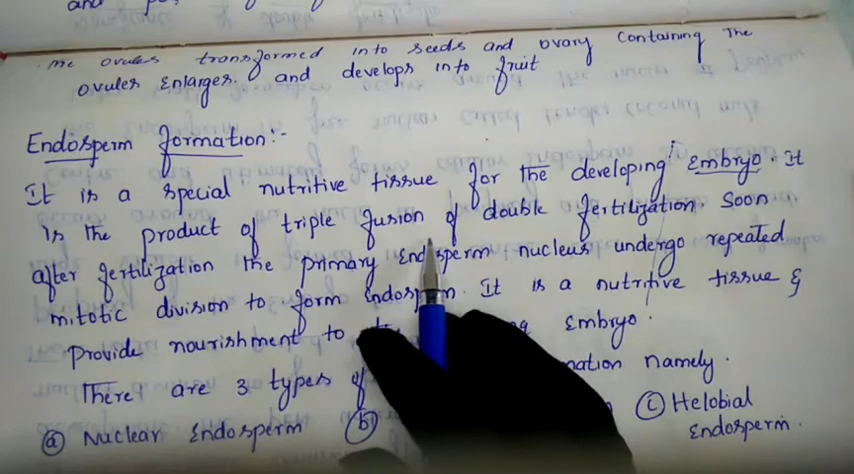 and
The ovules transformed into seeds and ovary containing the
ovules Enlarges. and develops into fruit
Endosperm formation:-
It is a special nutritive tissue for the developing Embryo. It
is the product of triple fusion of double fertilization. Soon
after fertilization the primary Endosperm nucleus undergo repeated
mitotic division to form Endosperm. It is a nutritive tissue &
Provide nourishment to Embryo.
There are 3 types of namely.
(a) Nuclear Endosperm (b) (c) Helobial
Endosperm.